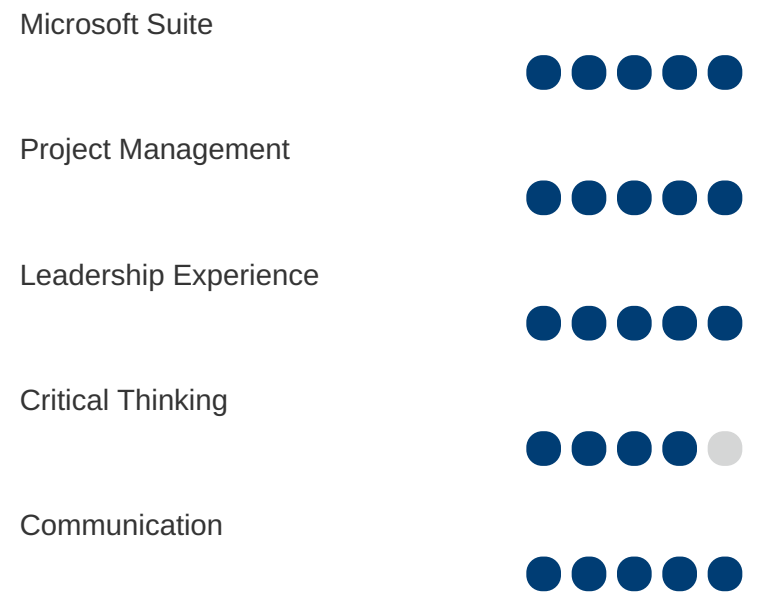 Microsoft Suite
Project Management
Leadership Experience
Critical Thinking
Communication